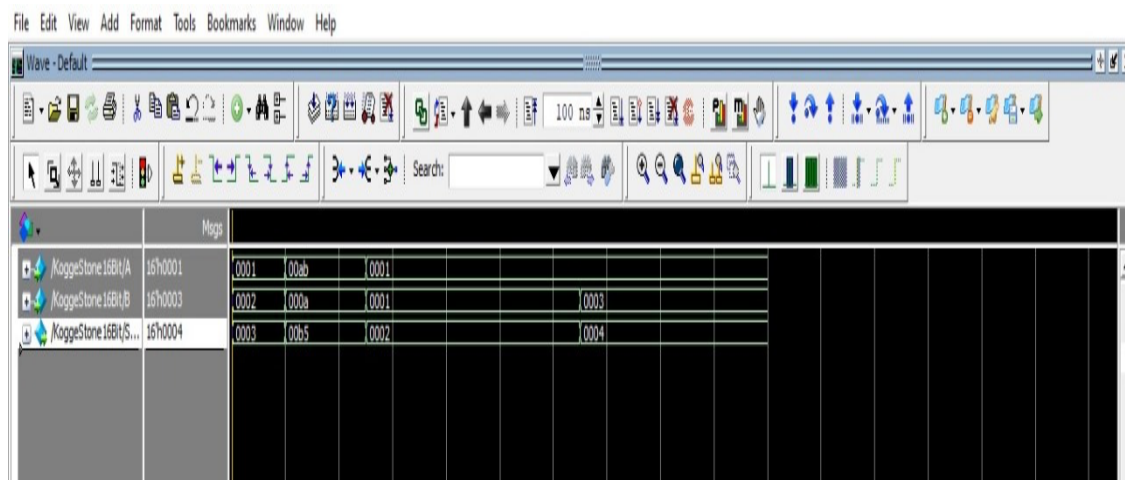 File Edit View Add Format Tools Bookmarks Window Help
Wave - Default
100 ns
Search:
Msgs
/KoggeStone16Bit/A 16'h0001 0001 00ab 0001
/KoggeStone16Bit/B 16'h0003 0002 000a 0001 0003
/KoggeStone16Bit/S... 16'h0004 0003 00b5 0002 0004